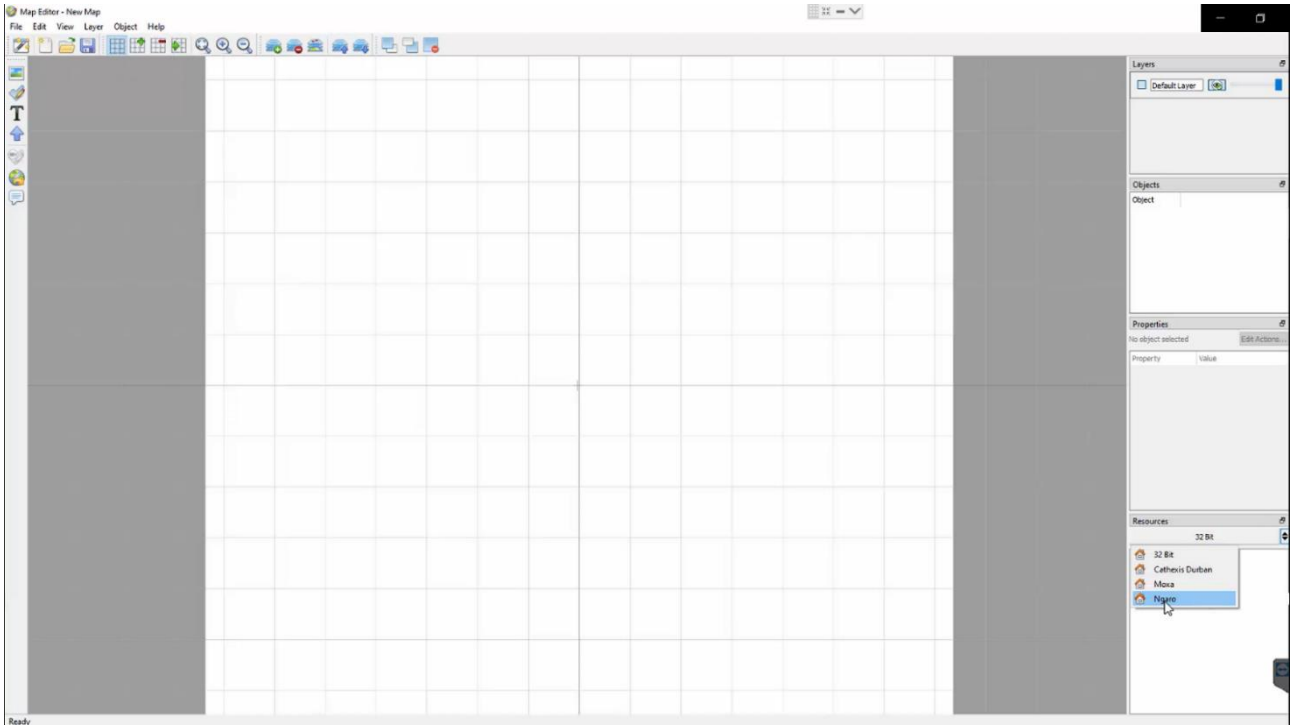 Map Editor - New Map
File Edit View Layer Object Help
T
Layers
Default Layer
Objects
Object
Properties
No object selected Edit Actions...
Property Value
Resources
32 Bit
32 Bit
Cathexis Durban
Moxa
Ngaro
Ready